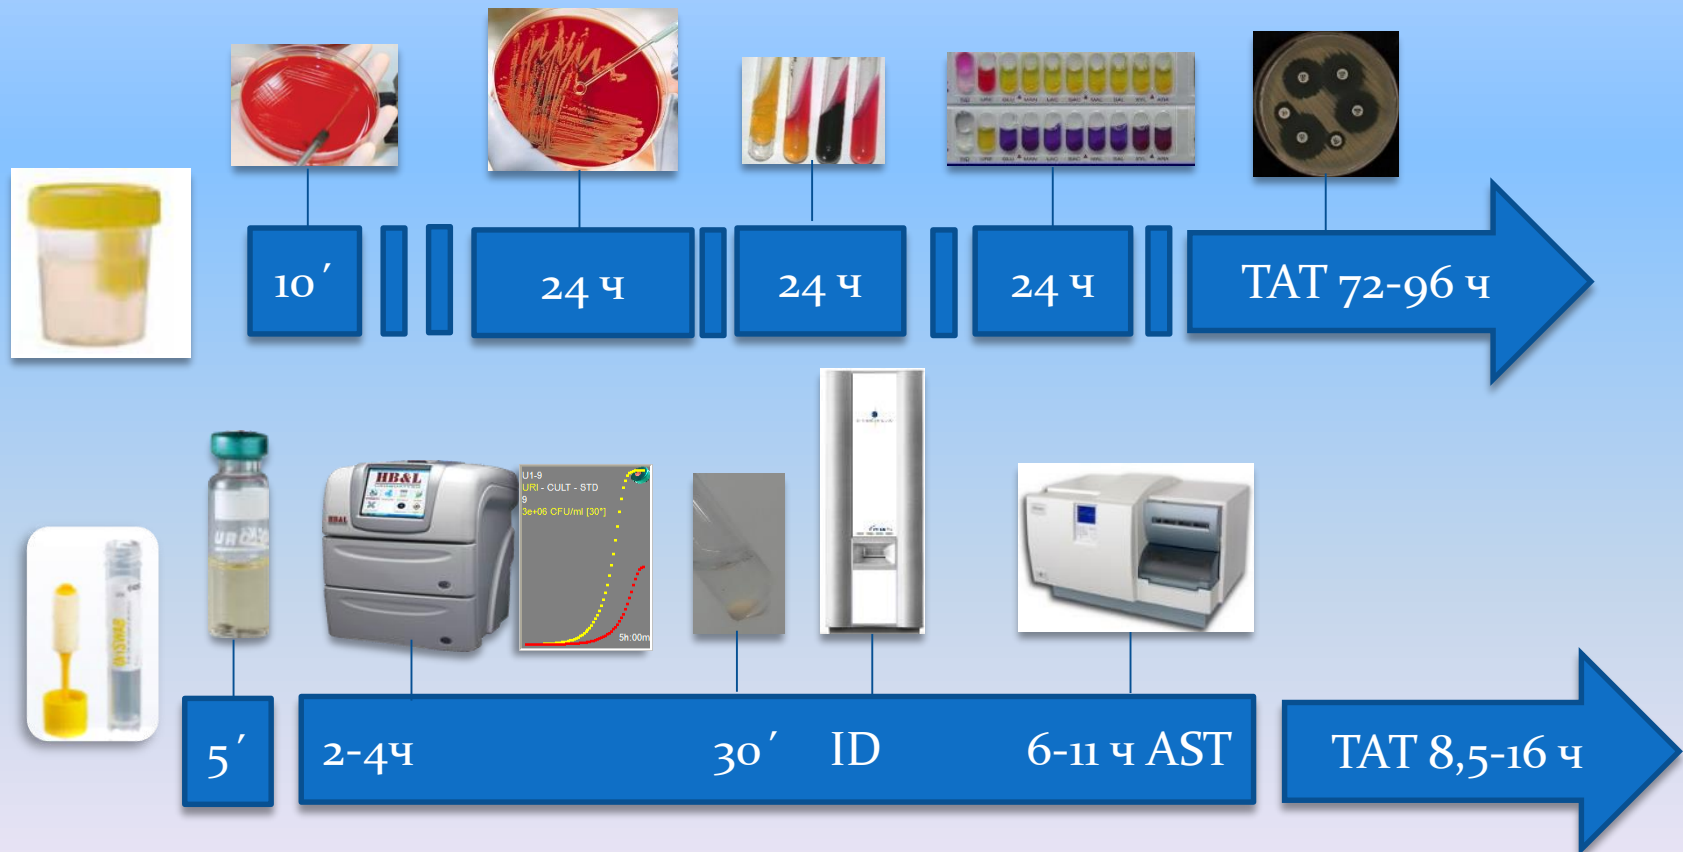 10´
24 ч
24 ч
24 ч
TAT 72-96 ч
HB&L
HB&L
U1-9
URI - CULT - STD
9
3e+06 CFU/ml [30*]
5h:00m
5´
2-4ч
30´
ID
6-11 ч AST
TAT 8,5-16 ч